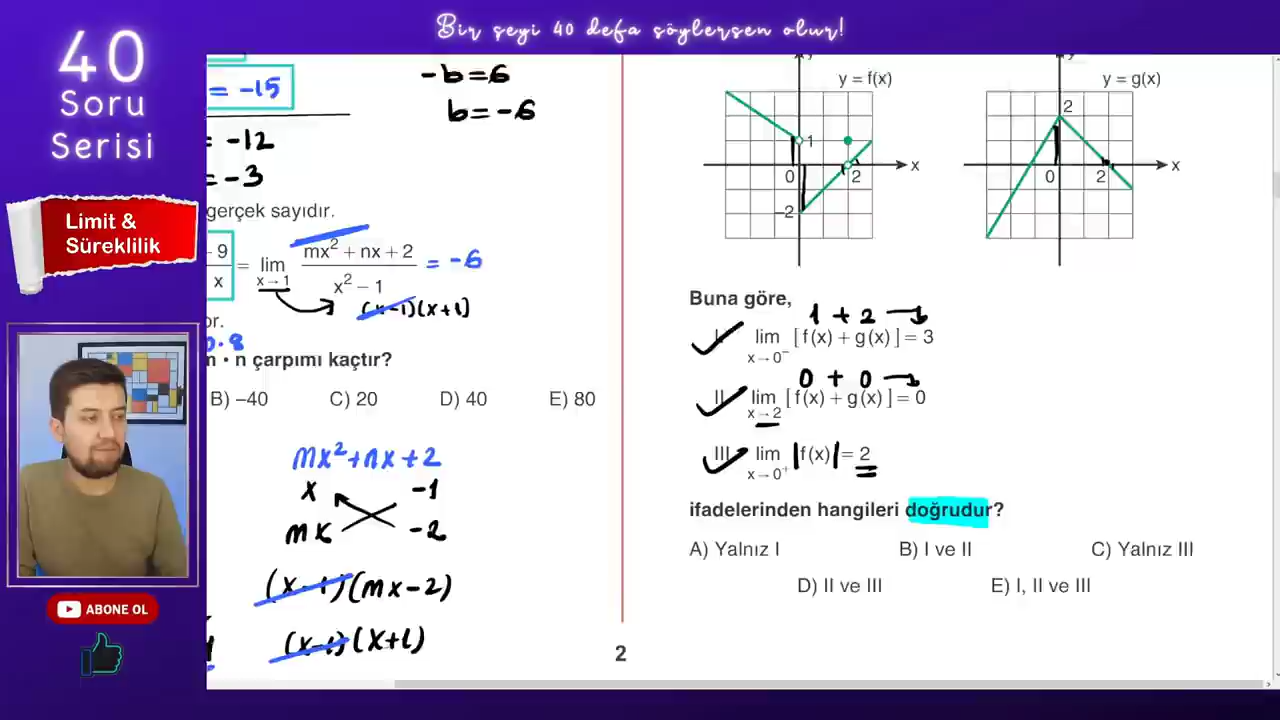 Bir şeyi 40 defa söylersen olur!
40
Soru
Serisi
Limit &
Süreklilik
ABONE OL
= -15
= -12
= -3
-b = 6
b = -6
gerçek sayıdır.
- 9
x
= lim
x → 1
mx² + nx + 2
x² - 1
= -6
(x-1)(x+1)
or.
0.8
m • n çarpımı kaçtır?
B) –40 C) 20 D) 40 E) 80
mx²+nx+2
x -1
mx -2
(x-1)(mx-2)
(x-1)(x+1)
2
y = f(x)
1
0 2 x
–2
y = g(x)
2
0 2 x
Buna göre,
1 + 2
I. lim [f(x) + g(x)] = 3
x → 0⁻
0 + 0
II. lim [f(x) + g(x)] = 0
x → 2
III. lim |f(x)| = 2
x → 0⁺
ifadelerinden hangileri doğrudur?
A) Yalnız I B) I ve II C) Yalnız III
D) II ve III E) I, II ve III